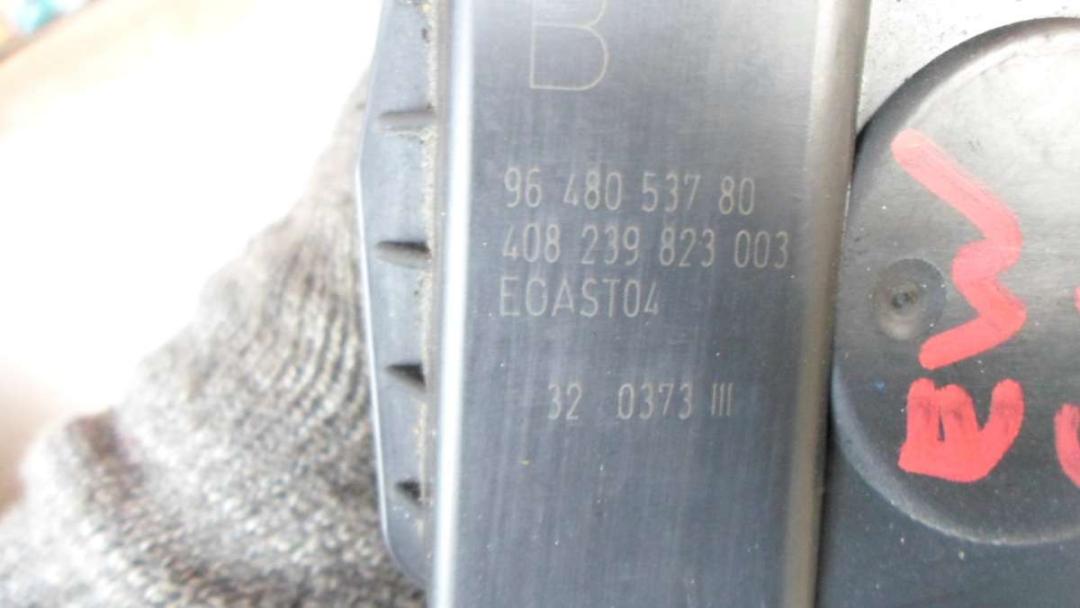 B
96 480 537 80
408 239 823 003
EGAST04
32 0373 III
EW